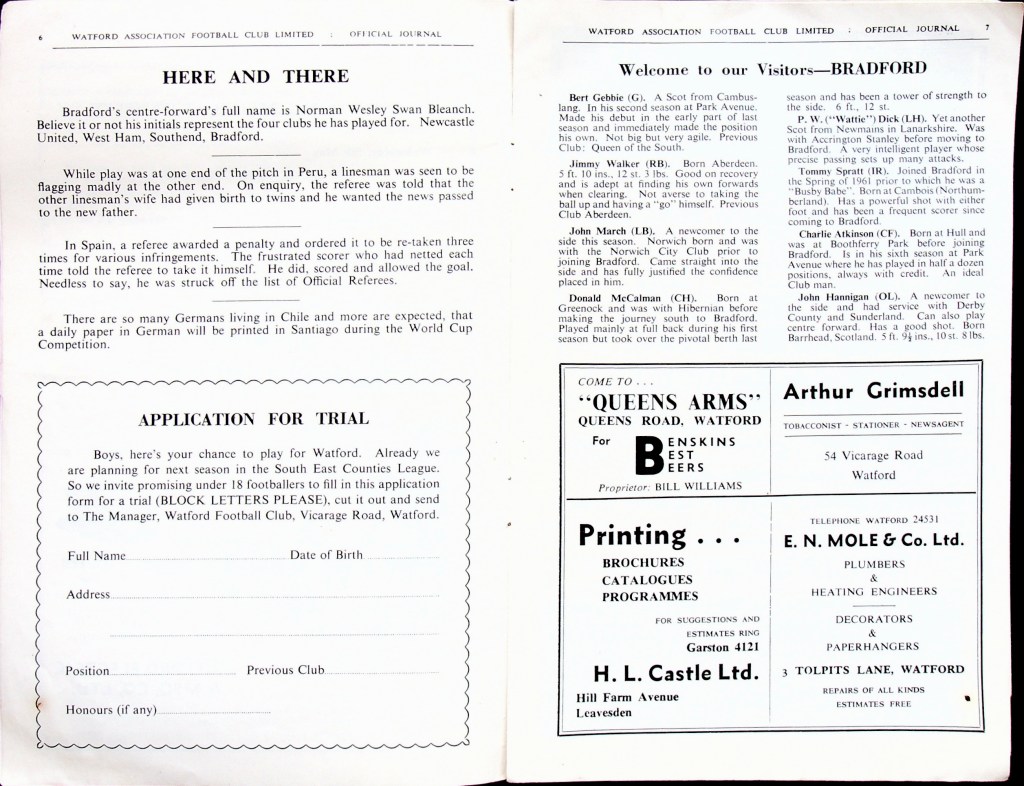 6 WATFORD ASSOCIATION FOOTBALL CLUB LIMITED : OFFICIAL JOURNAL
HERE AND THERE
Bradford's centre-forward's full name is Norman Wesley Swan Bleanch.
Believe it or not his initials represent the four clubs he has played for. Newcastle
United, West Ham, Southend, Bradford.
While play was at one end of the pitch in Peru, a linesman was seen to be
flagging madly at the other end. On enquiry, the referee was told that the
other linesman's wife had given birth to twins and he wanted the news passed
to the new father.
In Spain, a referee awarded a penalty and ordered it to be re-taken three
times for various infringements. The frustrated scorer who had netted each
time told the referee to take it himself. He did, scored and allowed the goal.
Needless to say, he was struck off the list of Official Referees.
There are so many Germans living in Chile and more are expected, that
a daily paper in German will be printed in Santiago during the World Cup
Competition.
APPLICATION FOR TRIAL
Boys, here's your chance to play for Watford. Already we
are planning for next season in the South East Counties League.
So we invite promising under 18 footballers to fill in this application
form for a trial (BLOCK LETTERS PLEASE), cut it out and send
to The Manager, Watford Football Club, Vicarage Road, Watford.
Full Name Date of Birth
Address
Position Previous Club
Honours (if any)
WATFORD ASSOCIATION FOOTBALL CLUB LIMITED : OFFICIAL JOURNAL 7
Welcome to our Visitors—BRADFORD
Bert Gebbie (G). A Scot from Cambus-
lang. In his second season at Park Avenue.
Made his debut in the early part of last
season and immediately made the position
his own. Not big but very agile. Previous
Club: Queen of the South.
Jimmy Walker (RB). Born Aberdeen.
5 ft. 10 ins., 12 st. 3 lbs. Good on recovery
and is adept at finding his own forwards
when clearing. Not averse to taking the
ball up and having a "go" himself. Previous
Club Aberdeen.
John March (LB). A newcomer to the
side this season. Norwich born and was
with the Norwich City Club prior to
joining Bradford. Came straight into the
side and has fully justified the confidence
placed in him.
Donald McCalman (CH). Born at
Greenock and was with Hibernian before
making the journey south to Bradford.
Played mainly at full back during his first
season but took over the pivotal berth last
season and has been a tower of strength to
the side. 6 ft., 12 st.
P. W. ("Wattie") Dick (LH). Yet another
Scot from Newmains in Lanarkshire. Was
with Accrington Stanley before moving to
Bradford. A very intelligent player whose
precise passing sets up many attacks.
Tommy Spratt (IR). Joined Bradford in
the Spring of 1961 prior to which he was a
"Busby Babe". Born at Cambois (Northum-
berland). Has a powerful shot with either
foot and has been a frequent scorer since
coming to Bradford.
Charlie Atkinson (CF). Born at Hull and
was at Boothferry Park before joining
Bradford. Is in his sixth season at Park
Avenue where he has played in half a dozen
positions, always with credit. An ideal
Club man.
John Hannigan (OL). A newcomer to
the side and had service with Derby
County and Sunderland. Can also play
centre forward. Has a good shot. Born
Barrhead, Scotland. 5 ft. 9½ ins., 10 st. 8 lbs.
COME TO . . .
"QUEENS ARMS"
QUEENS ROAD, WATFORD
For BENSKINS
BEST
BEERS
Proprietor: BILL WILLIAMS
Arthur Grimsdell
TOBACCONIST - STATIONER - NEWSAGENT
54 Vicarage Road
Watford
Printing . . .
BROCHURES
CATALOGUES
PROGRAMMES
FOR SUGGESTIONS AND
ESTIMATES RING
Garston 4121
H. L. Castle Ltd.
Hill Farm Avenue
Leavesden
TELEPHONE WATFORD 24531
E. N. MOLE & Co. Ltd.
PLUMBERS
&
HEATING ENGINEERS
DECORATORS
&
PAPERHANGERS
3 TOLPITS LANE, WATFORD
REPAIRS OF ALL KINDS
ESTIMATES FREE